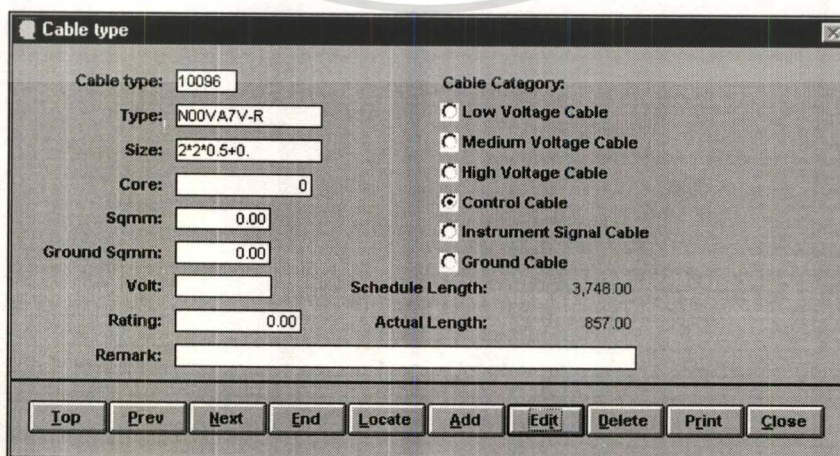 Cable type
Cable type: 10096
Type: N00VA7V-R
Size: 2*2*0.5+0.
Core: 0
Sqmm: 0.00
Ground Sqmm: 0.00
Volt:
Rating: 0.00
Remark:
Cable Catagory:
Low Voltage Cable
Medium Voltage Cable
High Voltage Cable
Control Cable
Instrument Signal Cable
Ground Cable
Schedule Length: 3,748.00
Actual Length: 857.00
Top Prev Next End Locate Add Edit Delete Print Close